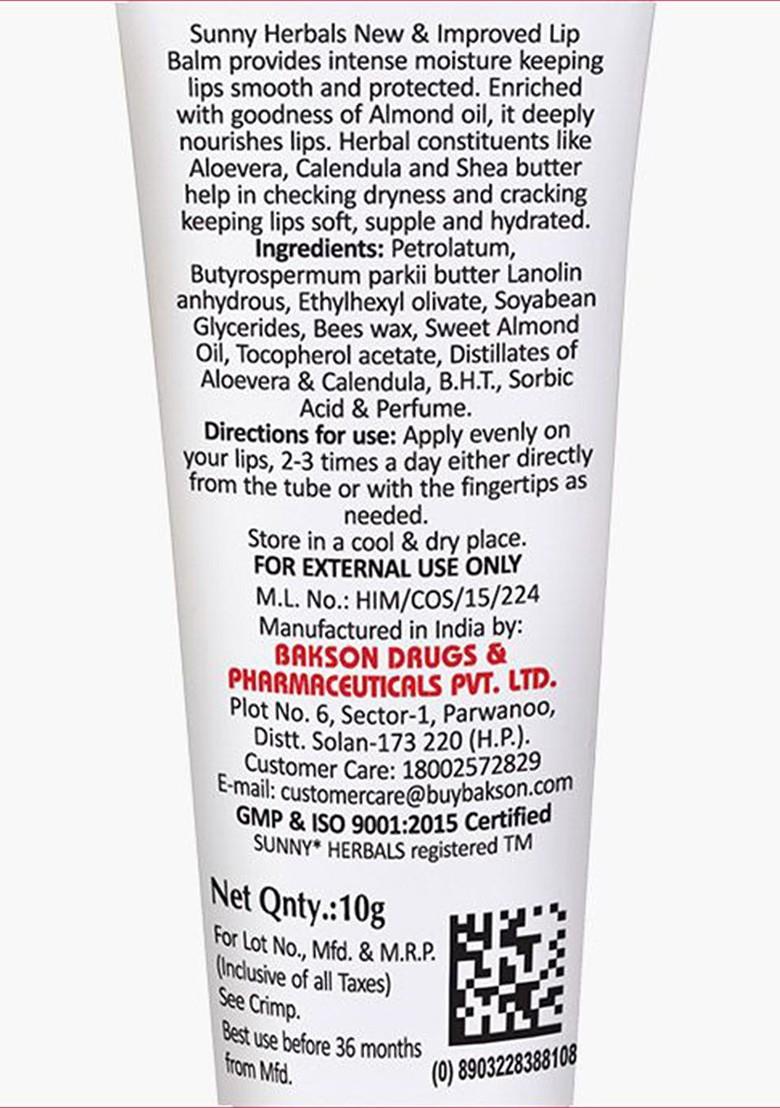 Sunny Herbals New & Improved Lip
Balm provides intense moisture keeping
lips smooth and protected. Enriched
with goodness of Almond oil, it deeply
nourishes lips. Herbal constituents like
Aloevera, Calendula and Shea butter
help in checking dryness and cracking
keeping lips soft, supple and hydrated.
Ingredients: Petrolatum,
Butyrospermum parkii butter Lanolin
anhydrous, Ethylhexyl olivate, Soyabean
Glycerides, Bees wax, Sweet Almond
Oil, Tocopherol acetate, Distillates of
Aloevera & Calendula, B.H.T., Sorbic
Acid & Perfume.
Directions for use: Apply evenly on
your lips, 2-3 times a day either directly
from the tube or with the fingertips as
needed.
Store in a cool & dry place.
FOR EXTERNAL USE ONLY
M.L. No.: HIM/COS/15/224
Manufactured in India by:
BAKSON DRUGS &
PHARMACEUTICALS PVT. LTD.
Plot No. 6, Sector-1, Parwanoo,
Distt. Solan-173 220 (H.P.).
Customer Care: 18002572829
E-mail: customercare@buybakson.com
GMP & ISO 9001:2015 Certified
SUNNY* HERBALS registered TM
Net Qnty.:10g
For Lot No., Mfd. & M.R.P.
(Inclusive of all Taxes)
See Crimp.
Best use before 36 months
from Mfd.
(0) 8903228388108